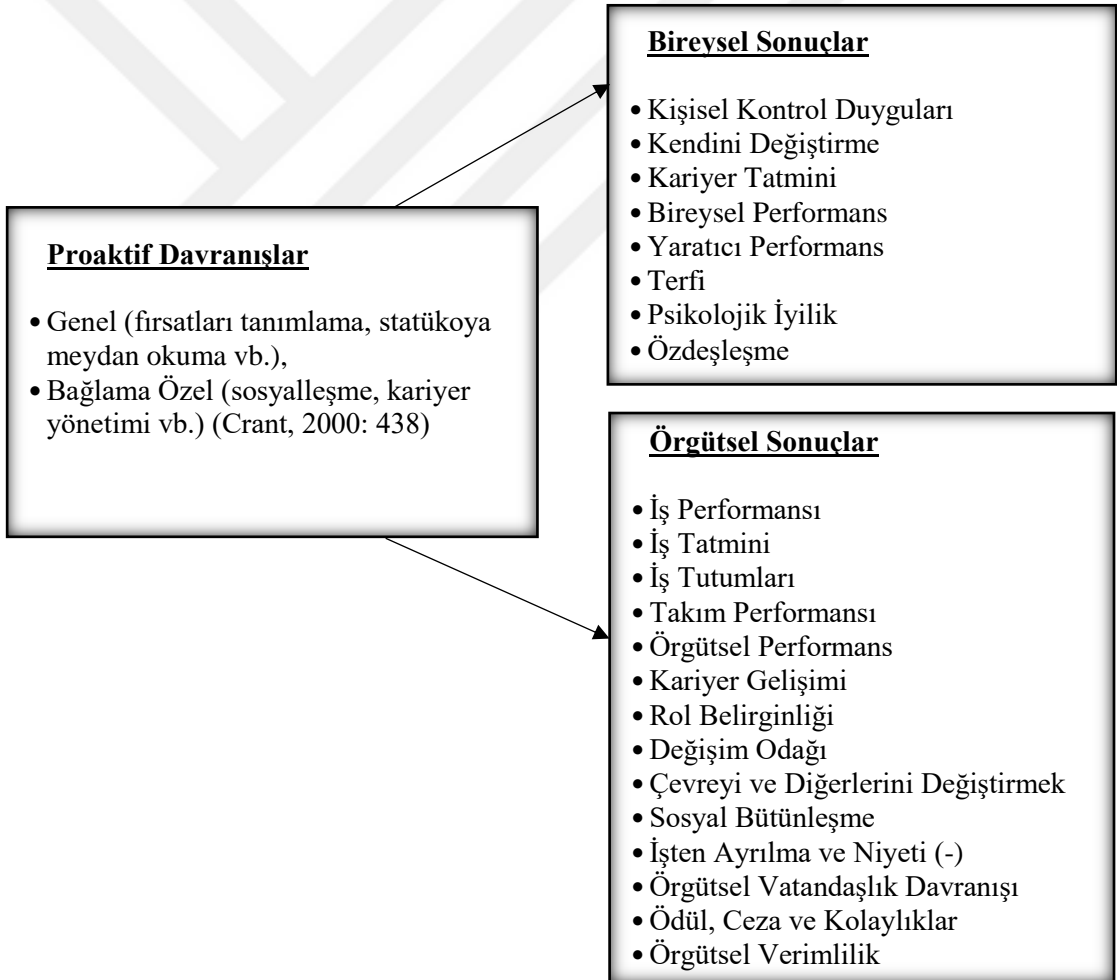 Bireysel Sonuçlar
• Kişisel Kontrol Duyguları
• Kendini Değiştirme
• Kariyer Tatmini
• Bireysel Performans
• Yaratıcı Performans
• Terfi
• Psikolojik İyilik
• Özdeşleşme
Proaktif Davranışlar
• Genel (fırsatları tanımlama, statükoya
meydan okuma vb.),
• Bağlama Özel (sosyalleşme, kariyer
yönetimi vb.) (Crant, 2000: 438)
Örgütsel Sonuçlar
• İş Performansı
• İş Tatmini
• İş Tutumları
• Takım Performansı
• Örgütsel Performans
• Kariyer Gelişimi
• Rol Belirginliği
• Değişim Odağı
• Çevreyi ve Diğerlerini Değiştirmek
• Sosyal Bütünleşme
• İşten Ayrılma ve Niyeti (-)
• Örgütsel Vatandaşlık Davranışı
• Ödül, Ceza ve Kolaylıklar
• Örgütsel Verimlilik